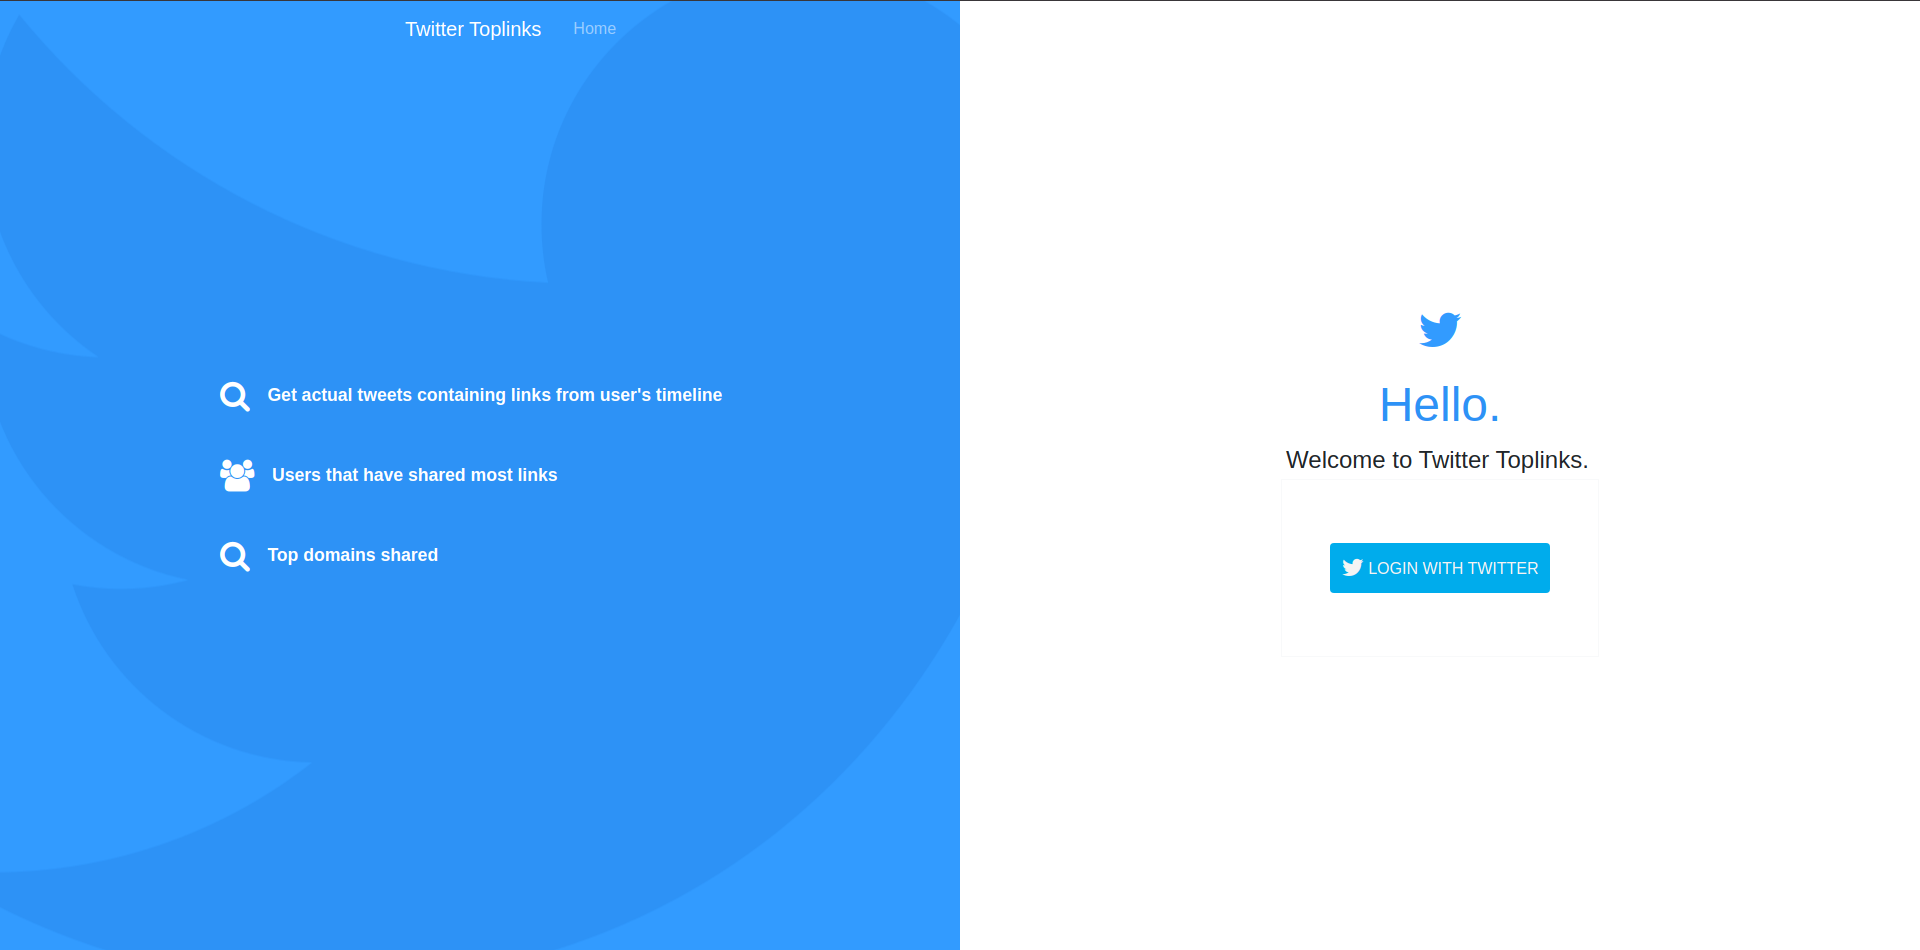 Twitter Toplinks
Home
Get actual tweets containing links from user's timeline
Users that have shared most links
Top domains shared
Hello.
Welcome to Twitter Toplinks.
LOGIN WITH TWITTER